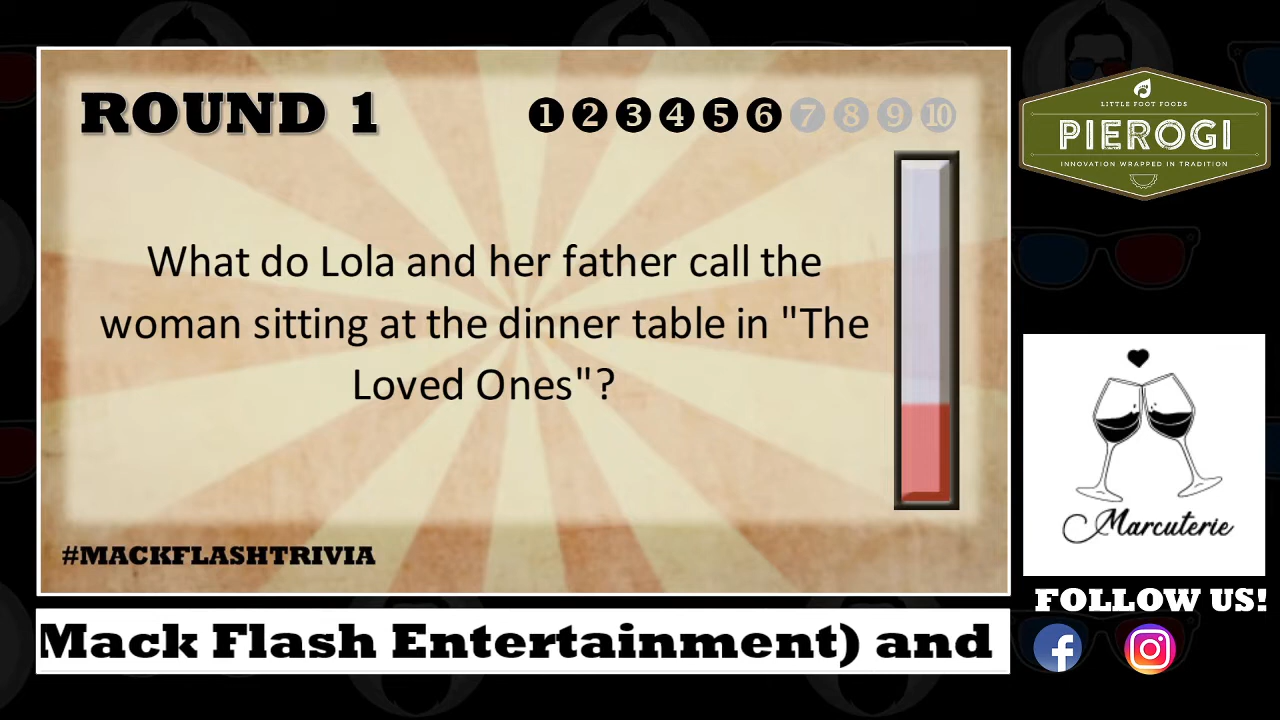 ROUND 1
1 2 3 4 5 6 7 8 9 10
What do Lola and her father call the
woman sitting at the dinner table in "The
Loved Ones"?
#MACKFLASHTRIVIA
Mack Flash Entertainment) and
LITTLE FOOT FOODS
PIEROGI
INNOVATION WRAPPED IN TRADITION
Marcuterie
FOLLOW US!